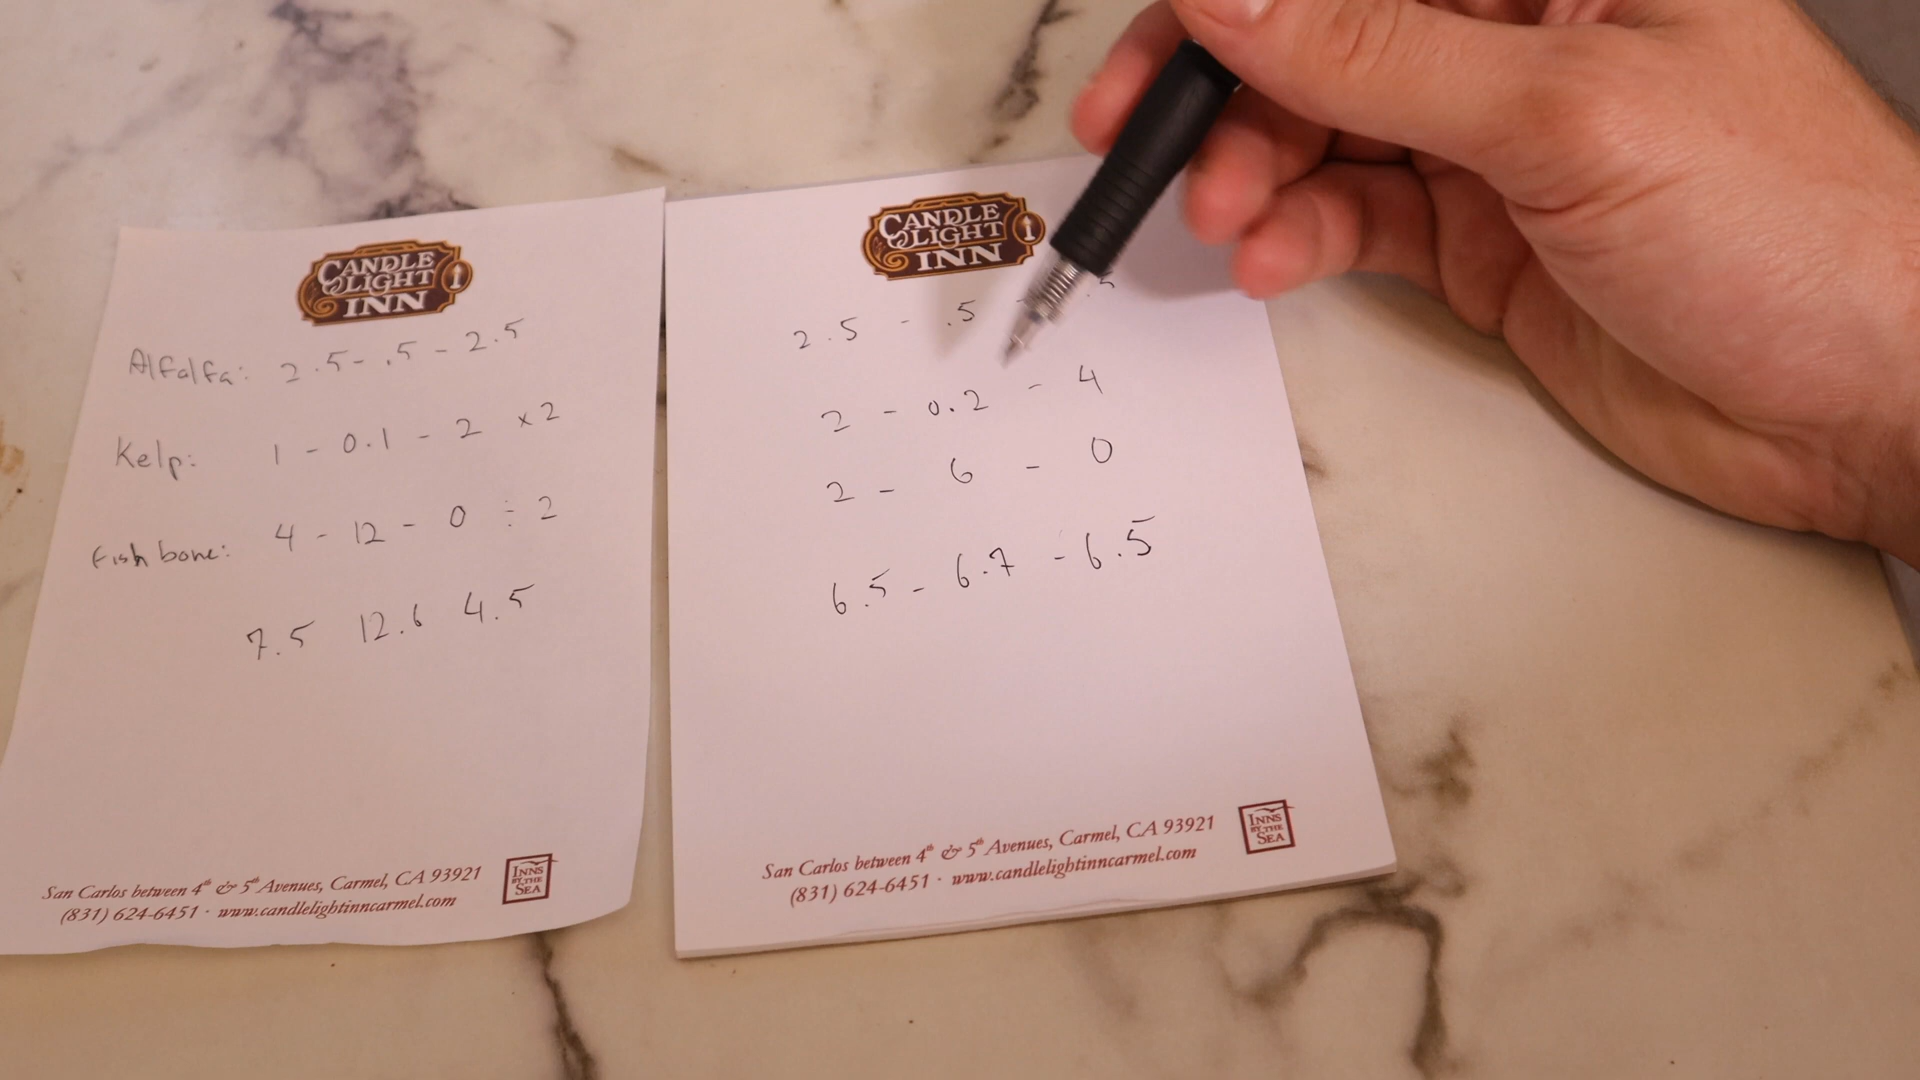 CANDLE
LIGHT
INN
Alfalfa: 2.5 - .5 - 2.5
Kelp: 1 - 0.1 - 2 x2
Fish bone: 4 - 12 - 0 ÷ 2
7.5 12.6 4.5
San Carlos between 4th & 5th Avenues, Carmel, CA 93921
(831) 624-6451 · www.candlelightinncarmel.com
INNS
BY THE
SEA
CANDLE
LIGHT
INN
2.5 - .5
2 - 0.2 - 4
2 - 6 - 0
6.5 - 6.7 - 6.5
San Carlos between 4th & 5th Avenues, Carmel, CA 93921
(831) 624-6451 · www.candlelightinncarmel.com
INNS
BY THE
SEA